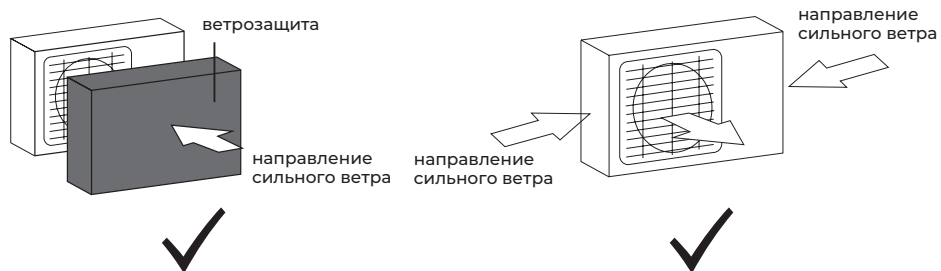 ветрозащита
направление
сильного ветра
направление
сильного ветра
направление
сильного ветра